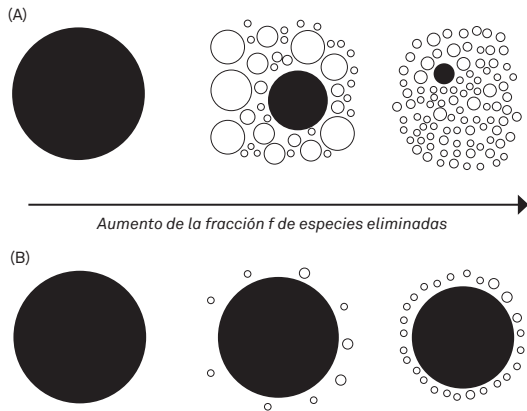 (A)
Aumento de la fracción f de especies eliminadas
(B)